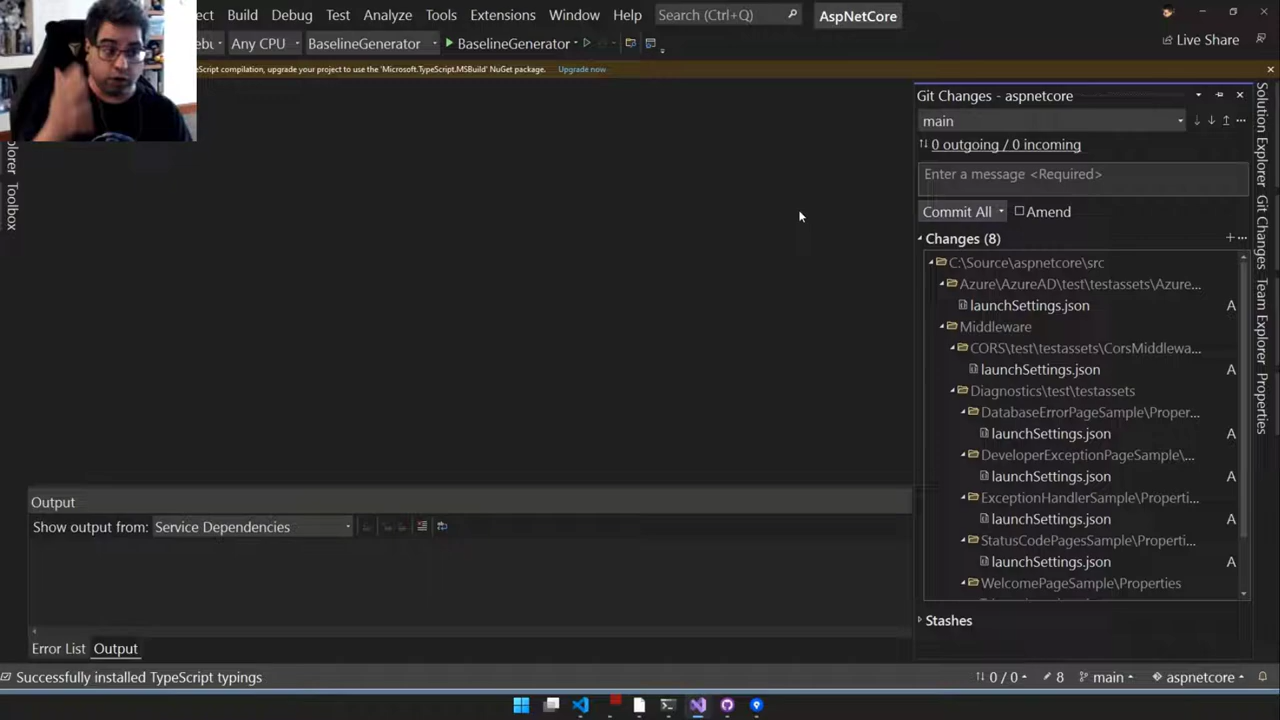 Build Debug Test Analyze Tools Extensions Window Help Search (Ctrl+Q) AspNetCore
Any CPU BaselineGenerator BaselineGenerator Live Share
Script compilation, upgrade your project to use the 'Microsoft.TypeScript.MSBuild' NuGet package. Upgrade now
Git Changes - aspnetcore
main
0 outgoing / 0 incoming
Enter a message <Required>
Commit All Amend
Changes (8)
C:\Source\aspnetcore\src
Azure\AzureAD\test\testassets\Azure...
launchSettings.json A
Middleware
CORS\test\testassets\CorsMiddlewa...
launchSettings.json A
Diagnostics\test\testassets
DatabaseErrorPageSample\Proper...
launchSettings.json A
DeveloperExceptionPageSample\...
launchSettings.json A
ExceptionHandlerSample\Properti...
launchSettings.json A
StatusCodePagesSample\Properti...
launchSettings.json A
WelcomePageSample\Properties
Stashes
Solution Explorer
Git Changes
Team Explorer
Properties
Toolbox
Output
Show output from: Service Dependencies
Error List Output
Successfully installed TypeScript typings 0 / 0 8 main aspnetcore